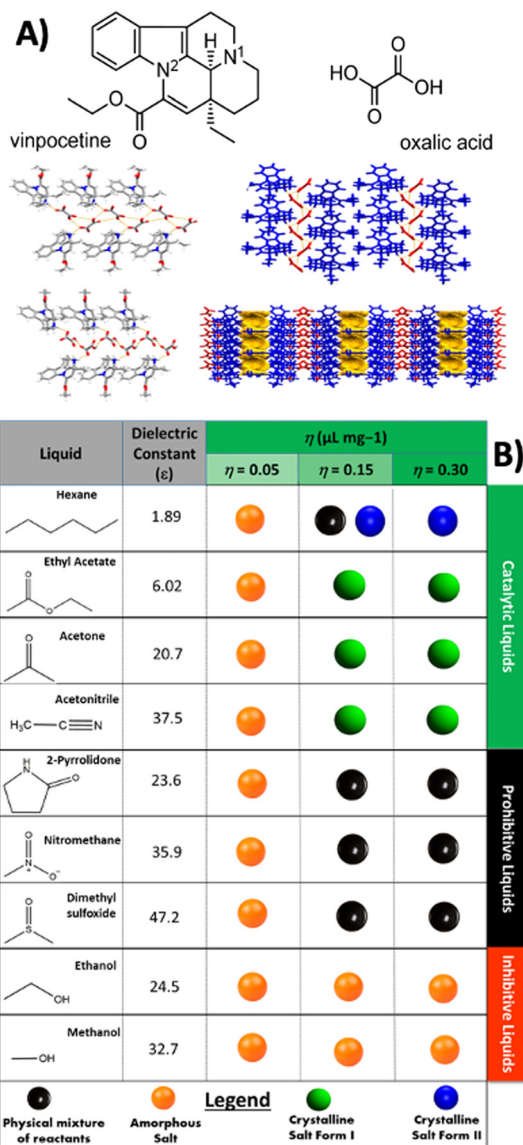 A)
H
N1
N2
O
O
vinpocetine
O
HO
OH
O
oxalic acid
B)
Liquid
Dielectric
Constant
(ε)
η (µL mg−1)
η = 0.05
η = 0.15
η = 0.30
Hexane
1.89
Ethyl Acetate
O
O
6.02
Acetone
O
20.7
Acetonitrile
H3C
C
N
37.5
Catalytic Liquids
2-Pyrrolidone
H
N
O
23.6
Nitromethane
O
N+
O-
35.9
Dimethyl
sulfoxide
O
S
47.2
Prohibitive Liquids
Ethanol
OH
24.5
Methanol
OH
32.7
Inhibitive Liquids
Legend
Physical mixture
of reactants
Amorphous
Salt
Crystalline
Salt Form I
Crystalline
Salt Form II